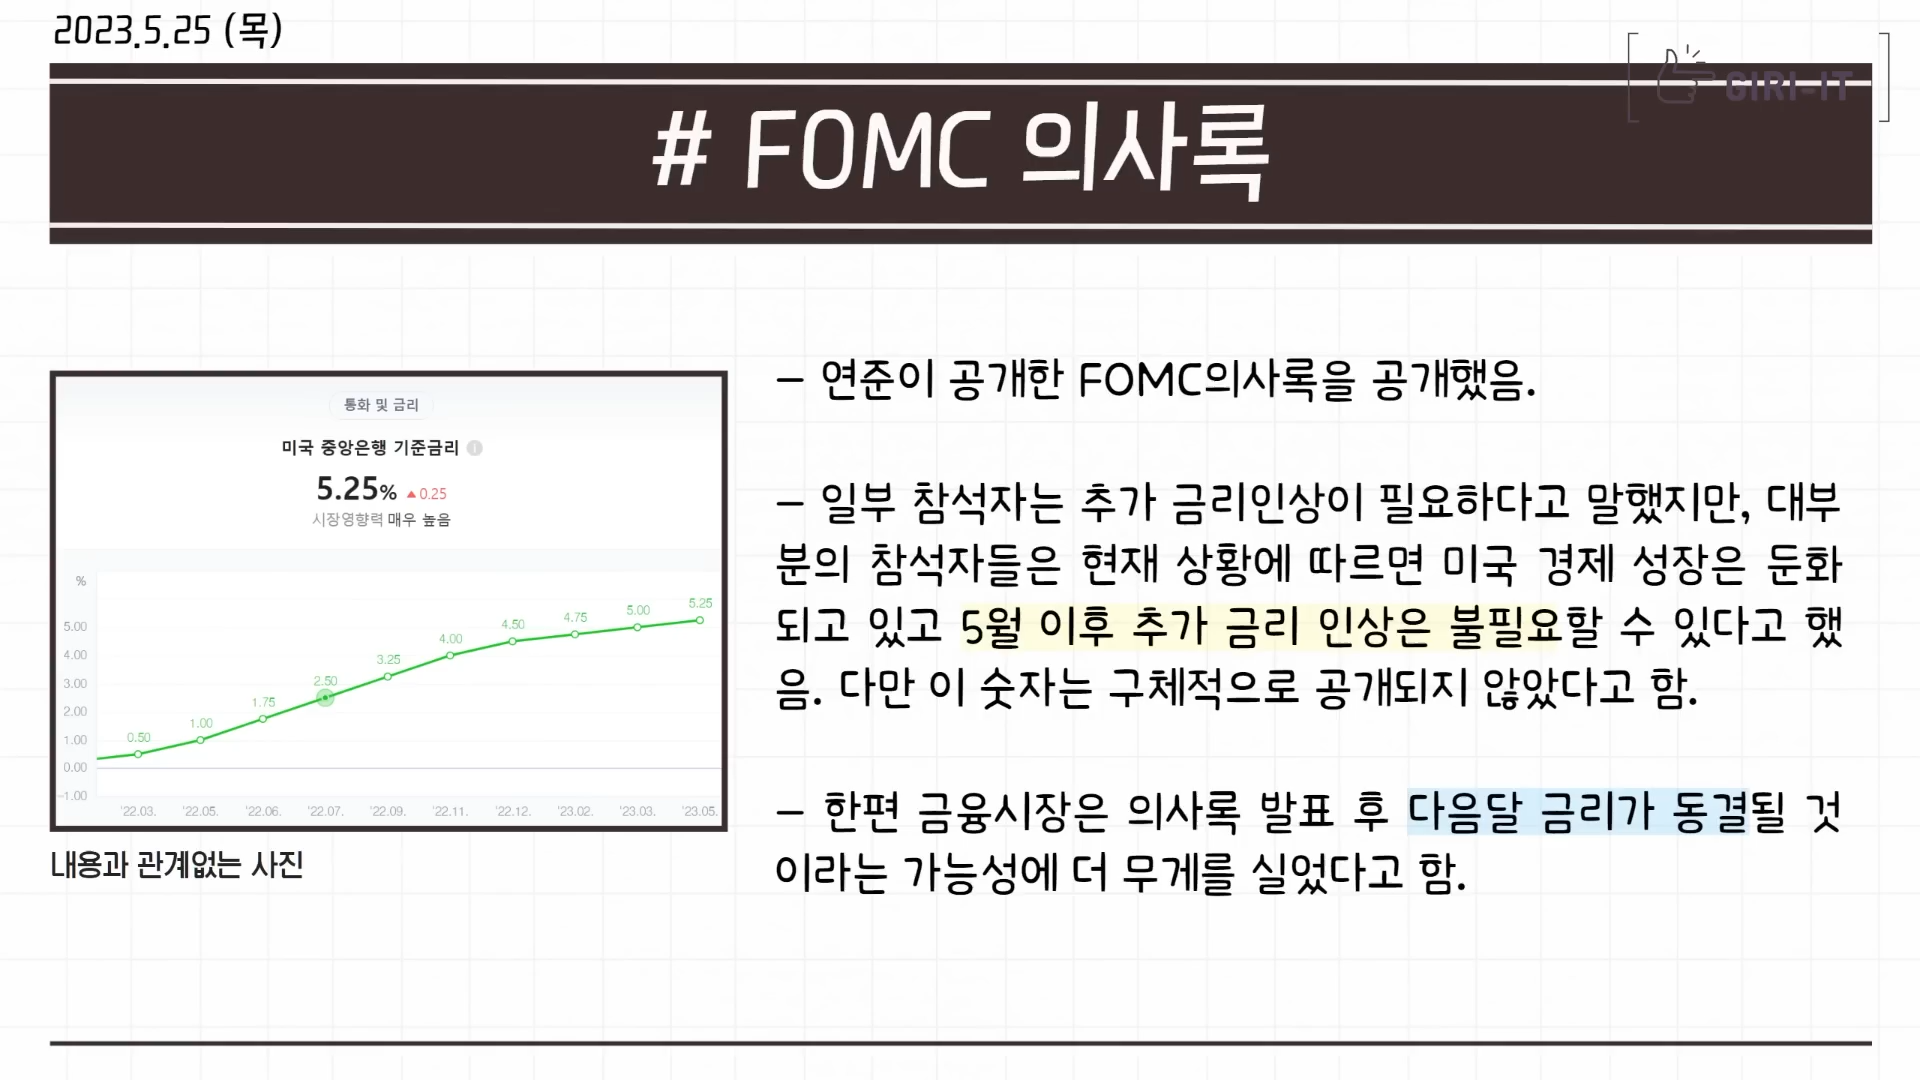 2023.5.25 (목)
GIRI-IT
# FOMC 의사록
통화 및 금리
미국 중앙은행 기준금리
5.25% ▲0.25
시장영향력 매우 높음
%
5.00
4.00
3.00
2.00
1.00
0.00
-1.00
0.50
1.00
1.75
2.50
3.25
4.00
4.50
4.75
5.00
5.25
'22.03. '22.05. '22.06. '22.07. '22.09. '22.11. '22.12. '23.02. '23.03. '23.05.
내용과 관계없는 사진
– 연준이 공개한 FOMC의사록을 공개했음.
– 일부 참석자는 추가 금리인상이 필요하다고 말했지만, 대부
분의 참석자들은 현재 상황에 따르면 미국 경제 성장은 둔화
되고 있고 5월 이후 추가 금리 인상은 불필요할 수 있다고 했
음. 다만 이 숫자는 구체적으로 공개되지 않았다고 함.
– 한편 금융시장은 의사록 발표 후 다음달 금리가 동결될 것
이라는 가능성에 더 무게를 실었다고 함.